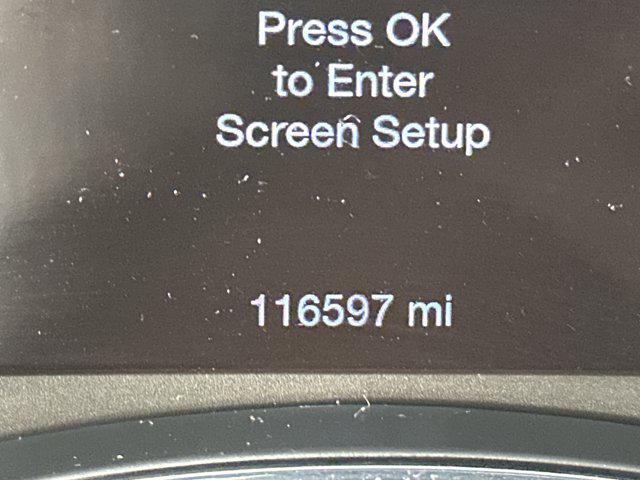 Press OK
to Enter
Screen Setup
116597 mi